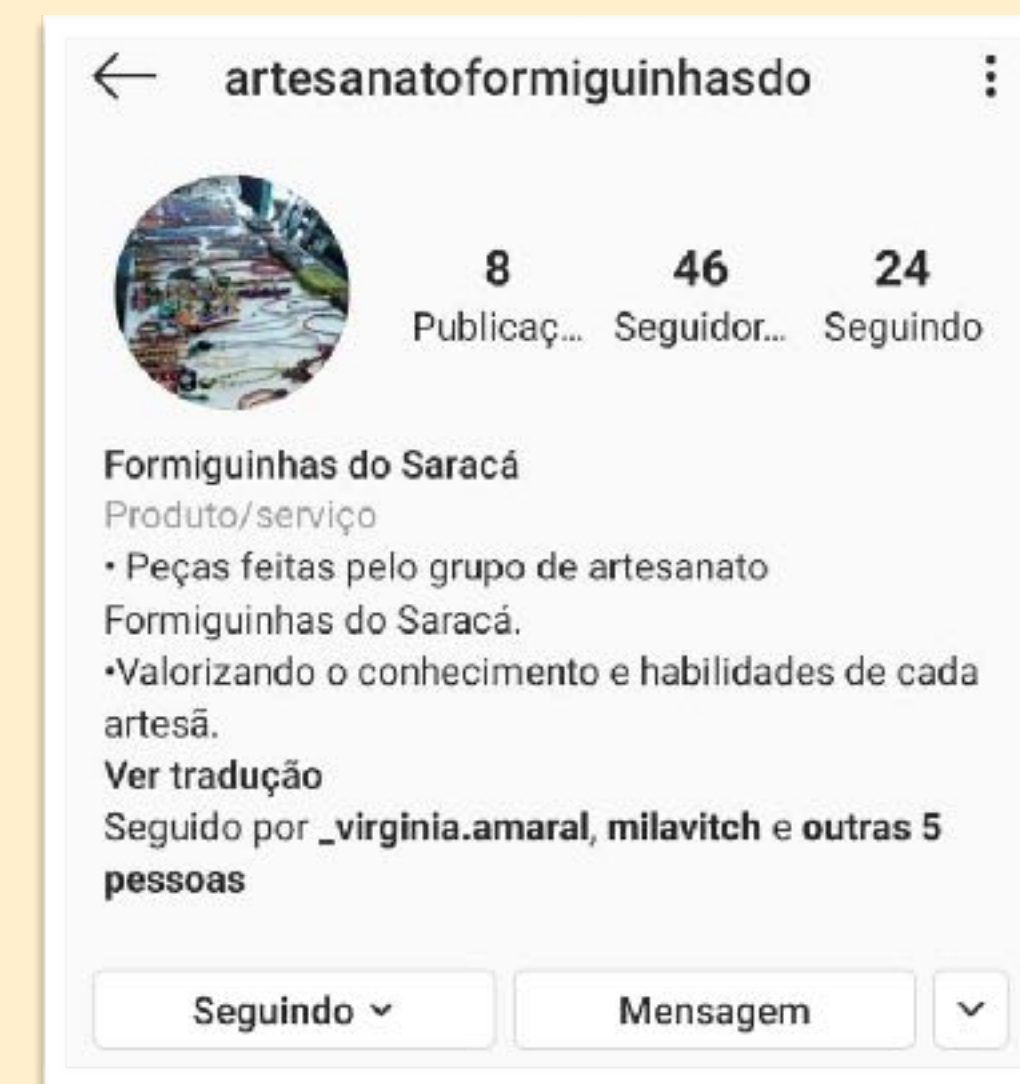 artesanatoformiguinhasdo
8 46 24
Publicaç... Seguidor... Seguindo
Formiguinhas do Saracá
Produto/serviço
• Peças feitas pelo grupo de artesanato
Formiguinhas do Saracá.
•Valorizando o conhecimento e habilidades de cada
artesã.
Ver tradução
Seguido por _virginia.amaral, milavitch e outras 5
pessoas
Seguindo Mensagem